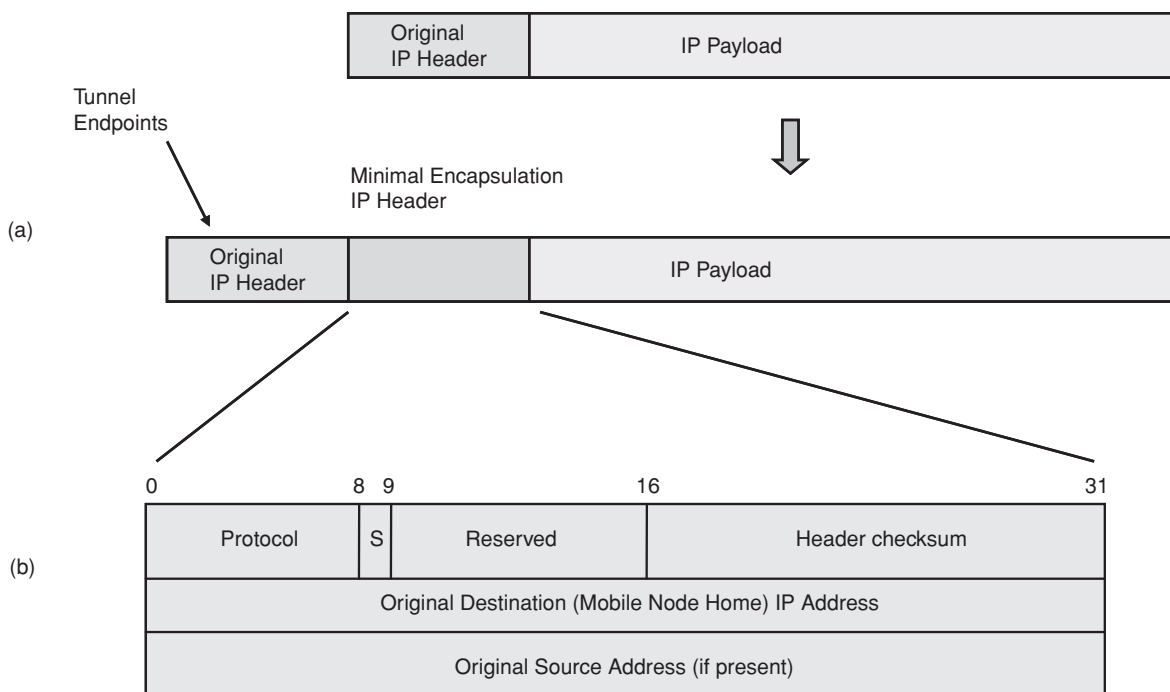 Original
IP Header
IP Payload
Tunnel
Endpoints
Minimal Encapsulation
IP Header
(a)
Original
IP Header
IP Payload
0 8 9 16 31
Protocol S Reserved Header checksum
(b)
Original Destination (Mobile Node Home) IP Address
Original Source Address (if present)